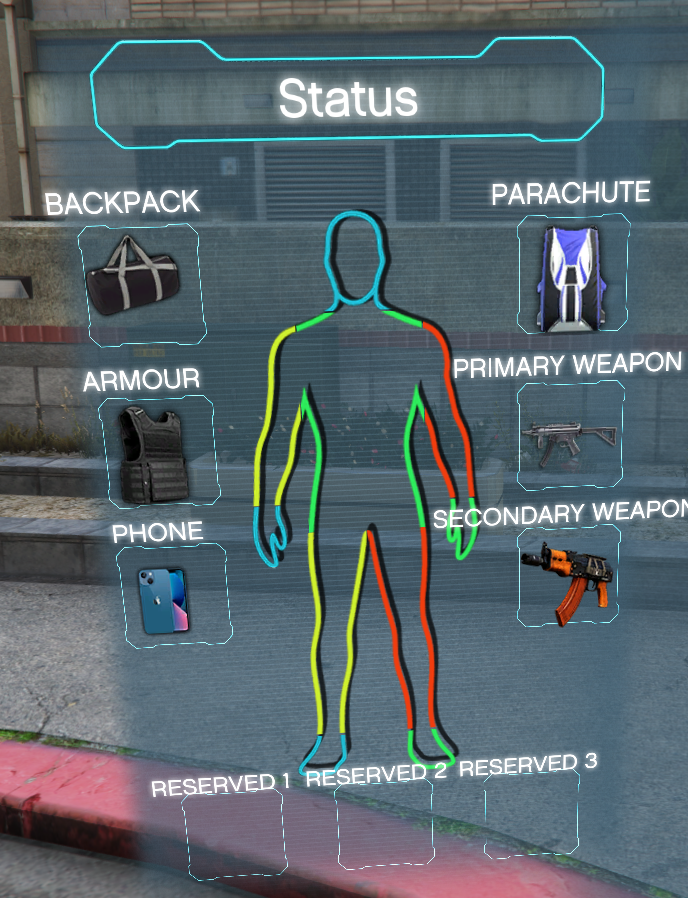 Status
BACKPACK
PARACHUTE
ARMOUR
PRIMARY WEAPON
PHONE
SECONDARY WEAPON
RESERVED 1
RESERVED 2
RESERVED 3